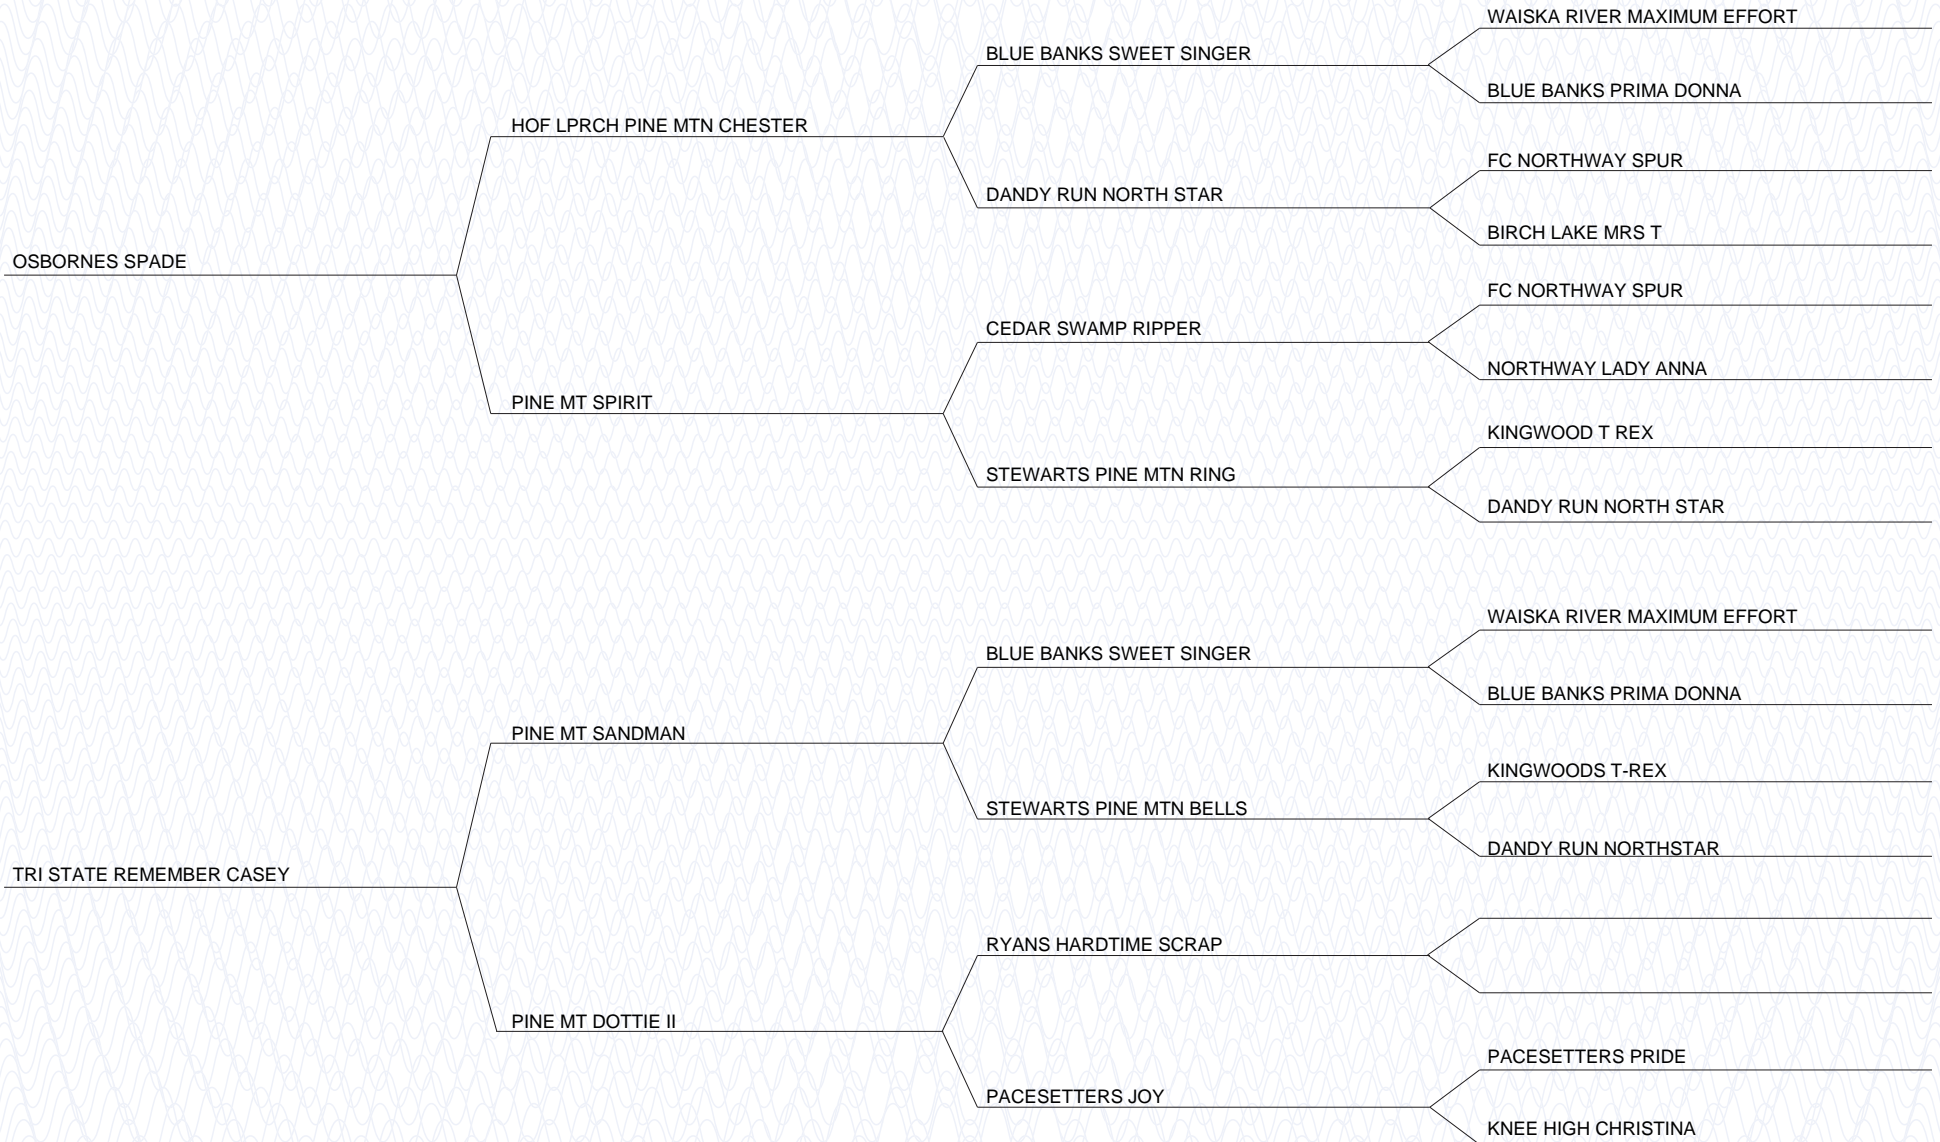 WAISKA RIVER MAXIMUM EFFORT
BLUE BANKS SWEET SINGER
BLUE BANKS PRIMA DONNA
HOF LPRCH PINE MTN CHESTER
FC NORTHWAY SPUR
DANDY RUN NORTH STAR
BIRCH LAKE MRS T
OSBORNES SPADE
FC NORTHWAY SPUR
CEDAR SWAMP RIPPER
NORTHWAY LADY ANNA
PINE MT SPIRIT
KINGWOOD T REX
STEWARTS PINE MTN RING
DANDY RUN NORTH STAR
WAISKA RIVER MAXIMUM EFFORT
BLUE BANKS SWEET SINGER
BLUE BANKS PRIMA DONNA
PINE MT SANDMAN
KINGWOODS T-REX
STEWARTS PINE MTN BELLS
DANDY RUN NORTHSTAR
TRI STATE REMEMBER CASEY
RYANS HARDTIME SCRAP
PINE MT DOTTIE II
PACESETTERS PRIDE
PACESETTERS JOY
KNEE HIGH CHRISTINA